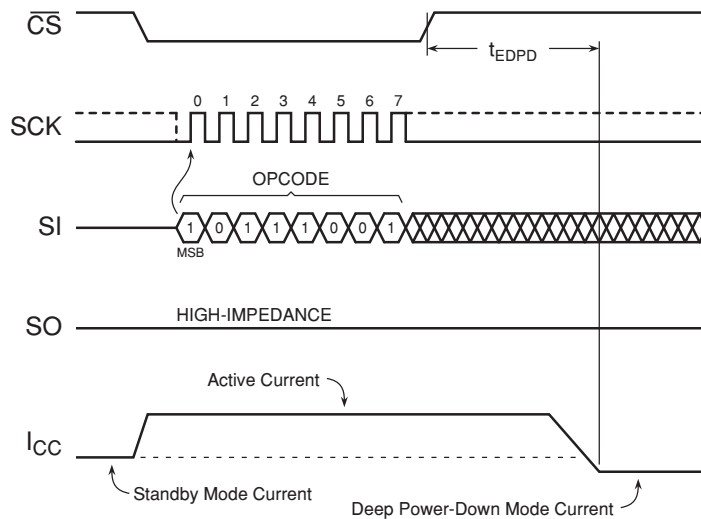 CS
tEDPD
0 1 2 3 4 5 6 7
SCK
OPCODE
SI
1 0 1 1 1 0 0 1
MSB
HIGH-IMPEDANCE
SO
Active Current
ICC
Standby Mode Current
Deep Power-Down Mode Current